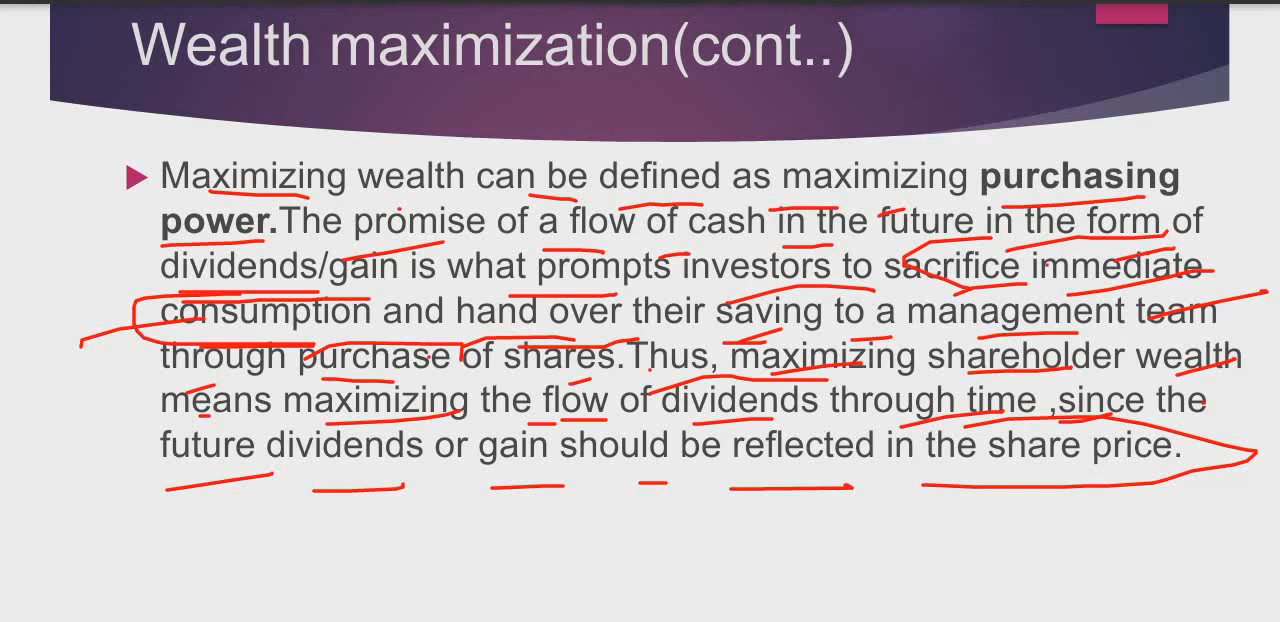 Wealth maximization(cont..)
Maximizing wealth can be defined as maximizing purchasing
power.The promise of a flow of cash in the future in the form of
dividends/gain is what prompts investors to sacrifice immediate
consumption and hand over their saving to a management team
through purchase of shares.Thus, maximizing shareholder wealth
means maximizing the flow of dividends through time ,since the
future dividends or gain should be reflected in the share price.